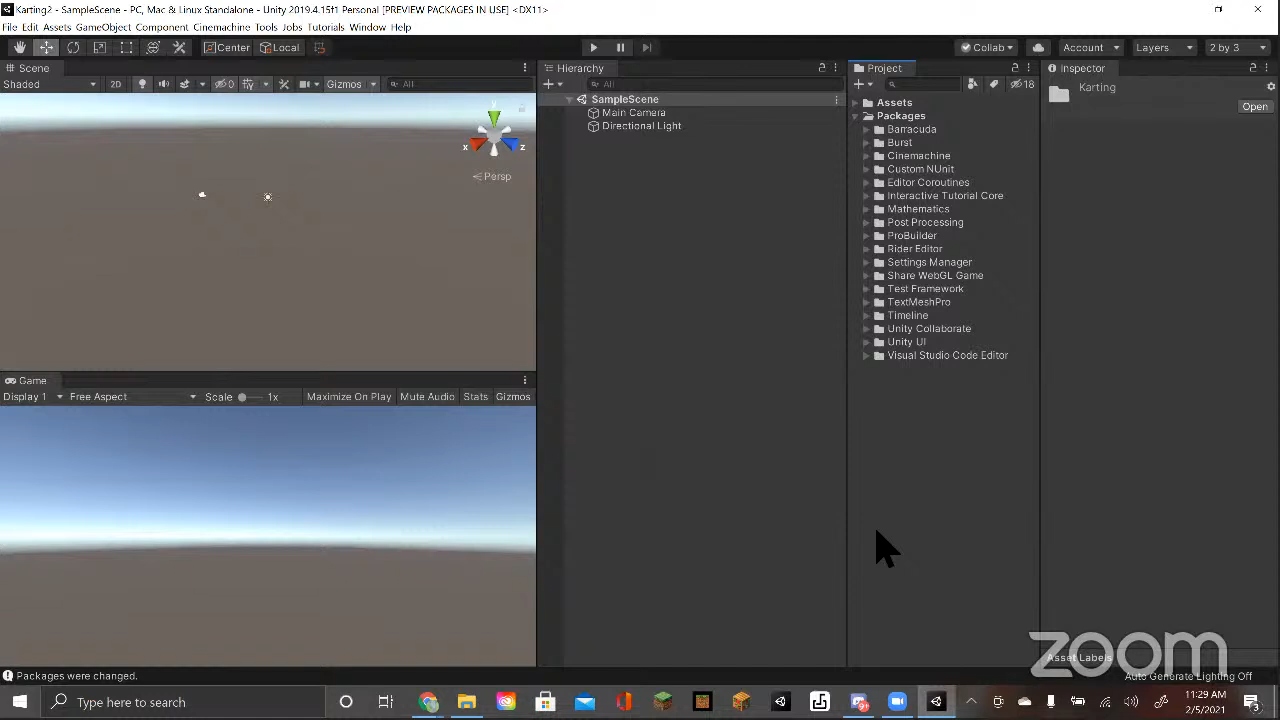 Karting2 - SampleScene - PC, Mac & Linux Standalone - Unity 2019.4.15f1 Personal [PREVIEW PACKAGES IN USE] <DX11>
File Edit Assets GameObject Component Cinemachine Tools Jobs Tutorials Window Help
Center Local Collab Account Layers 2 by 3
Scene
Shaded 2D 0 Gizmos All
Hierarchy
All
SampleScene
Main Camera
Directional Light
y
x z
Persp
Game
Display 1 Free Aspect Scale 1x Maximize On Play Mute Audio Stats Gizmos
Project
18
Assets
Packages
Barracuda
Burst
Cinemachine
Custom NUnit
Editor Coroutines
Interactive Tutorial Core
Mathematics
Post Processing
ProBuilder
Rider Editor
Settings Manager
Share WebGL Game
Test Framework
TextMeshPro
Timeline
Unity Collaborate
Unity UI
Visual Studio Code Editor
Inspector
Karting
Open
Asset Labels
zoom
Packages were changed.
Auto Generate Lighting Off
Type here to search
11:29 AM
2/5/2021
3